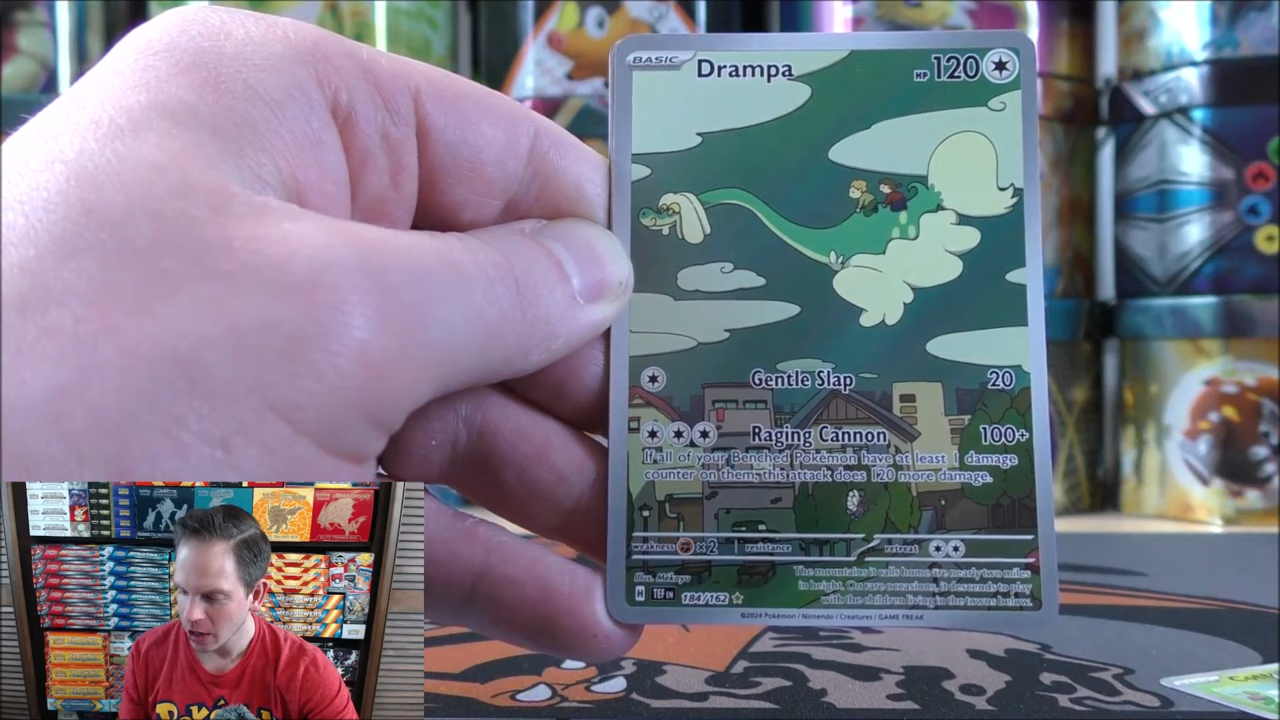 BASIC Drampa HP 120
Gentle Slap 20
Raging Cannon 100+
If all of your Benched Pokémon have at least 1 damage
counter on them, this attack does 120 more damage.
weakness ×2 resistance retreat
Illus. Mékayu
The mountains it calls home are nearly two miles
in height. On rare occasions, it descends to play
with the children living in the towns below.
H TEF EN 184/162
©2024 Pokémon / Nintendo / Creatures / GAME FREAK